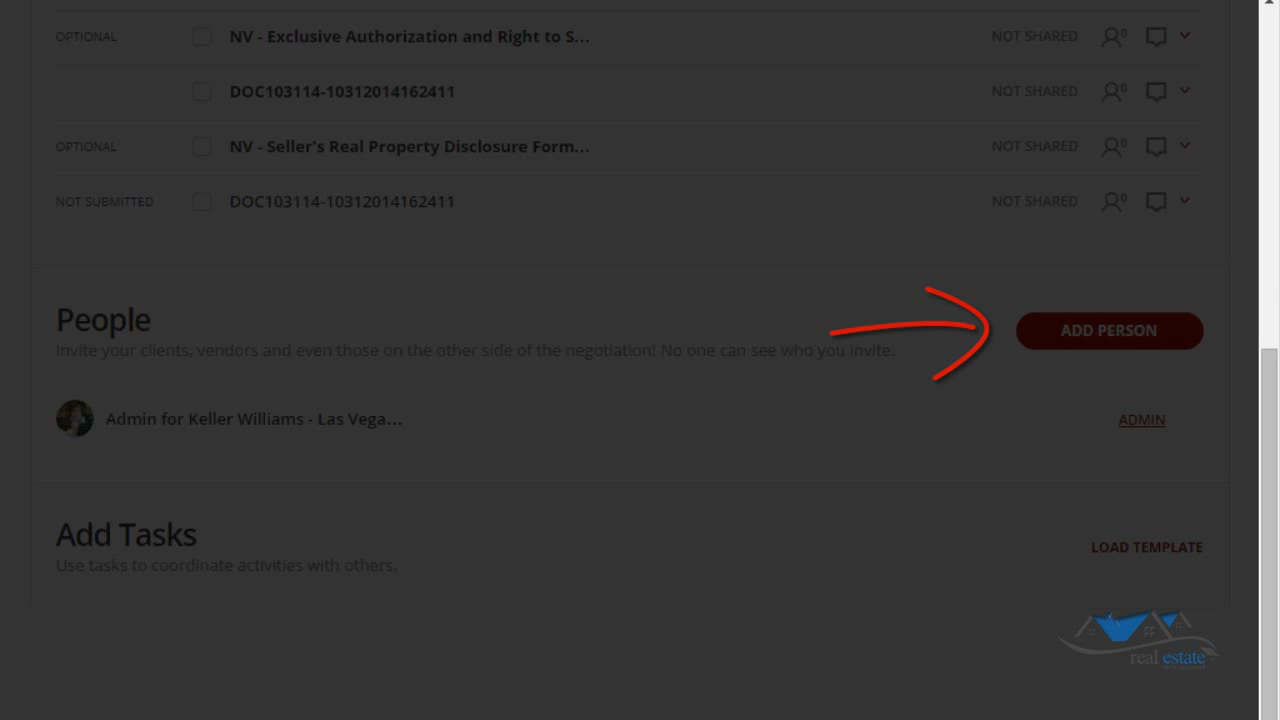 OPTIONAL NV - Exclusive Authorization and Right to S... NOT SHARED 0
DOC103114-10312014162411 NOT SHARED 0
OPTIONAL NV - Seller's Real Property Disclosure Form... NOT SHARED 0
NOT SUBMITTED DOC103114-10312014162411 NOT SHARED 0
People
Invite your clients, vendors and even those on the other side of the negotiation! No one can see who you invite.
ADD PERSON
Admin for Keller Williams - Las Vega... ADMIN
Add Tasks
Use tasks to coordinate activities with others.
LOAD TEMPLATE
real estate